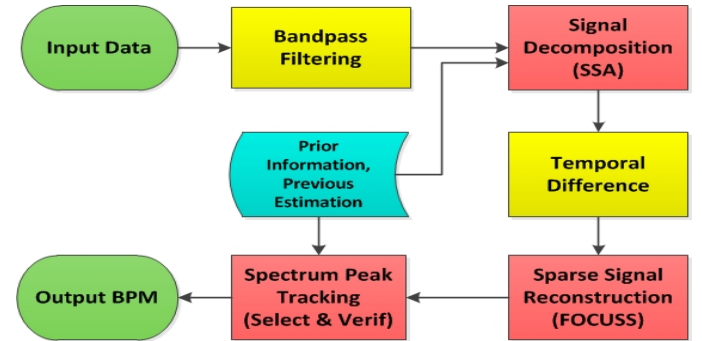 Input Data
Bandpass
Filtering
Signal
Decomposition
(SSA)
Prior
Information,
Previous
Estimation
Temporal
Difference
Output BPM
Spectrum Peak
Tracking
(Select & Verif)
Sparse Signal
Reconstruction
(FOCUSS)